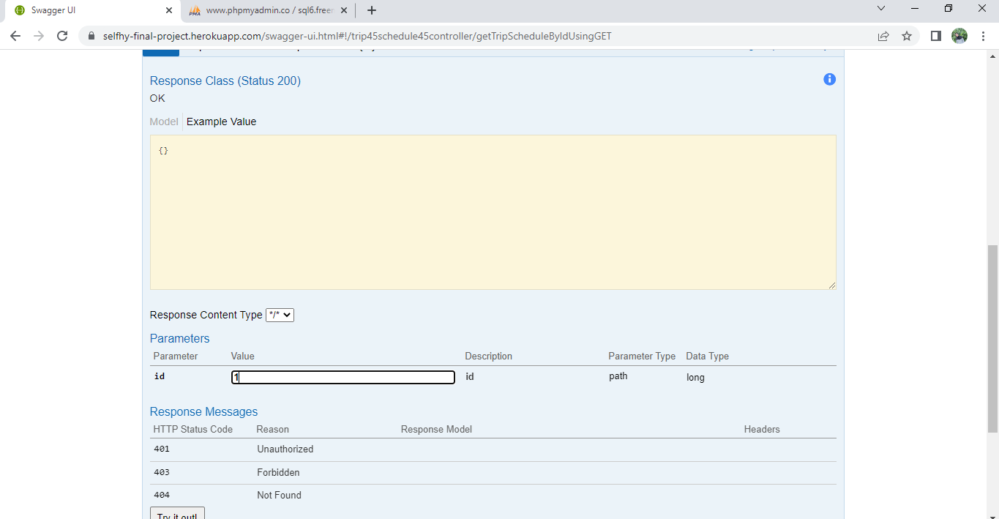 Swagger UI
www.phpmyadmin.co / sql6.freen
selfhy-final-project.herokuapp.com/swagger-ui.html#!/trip45schedule45controller/getTripScheduleByIdUsingGET
Response Class (Status 200)
OK
Model Example Value
{}
Response Content Type */*
Parameters
Parameter Value Description Parameter Type Data Type
id 1 id path long
Response Messages
HTTP Status Code Reason Response Model Headers
401 Unauthorized
403 Forbidden
404 Not Found
Try it out!